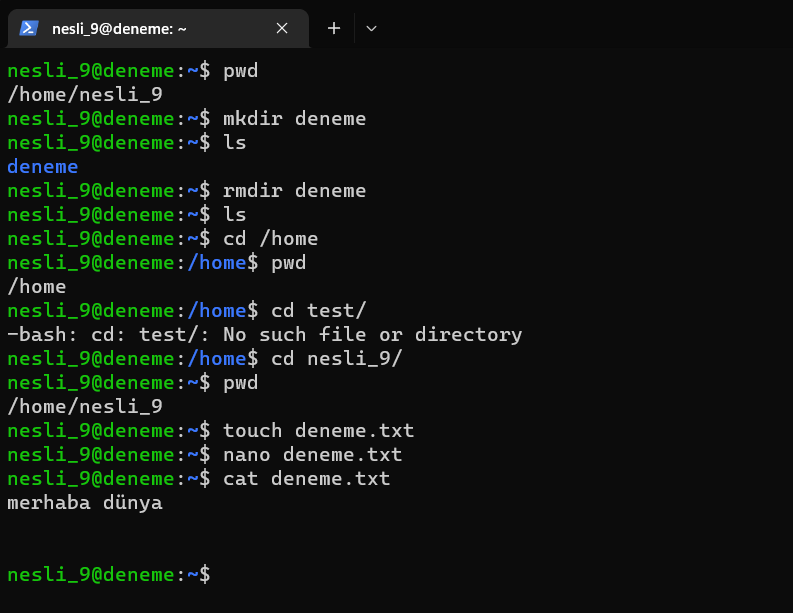 nesli_9@deneme: ~
nesli_9@deneme:~$ pwd
/home/nesli_9
nesli_9@deneme:~$ mkdir deneme
nesli_9@deneme:~$ ls
deneme
nesli_9@deneme:~$ rmdir deneme
nesli_9@deneme:~$ ls
nesli_9@deneme:~$ cd /home
nesli_9@deneme:/home$ pwd
/home
nesli_9@deneme:/home$ cd test/
-bash: cd: test/: No such file or directory
nesli_9@deneme:/home$ cd nesli_9/
nesli_9@deneme:~$ pwd
/home/nesli_9
nesli_9@deneme:~$ touch deneme.txt
nesli_9@deneme:~$ nano deneme.txt
nesli_9@deneme:~$ cat deneme.txt
merhaba dünya
nesli_9@deneme:~$